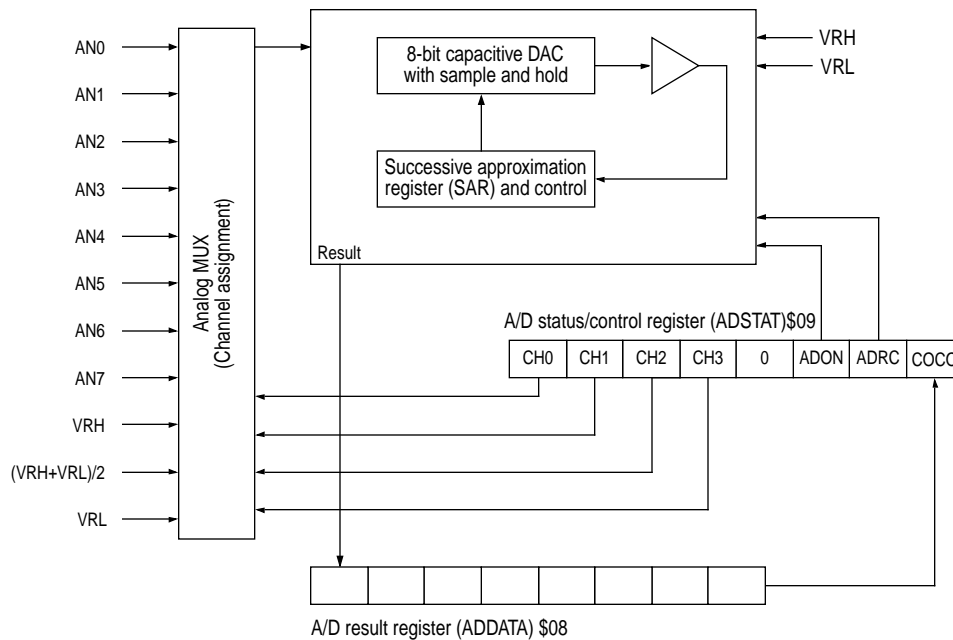 AN0
AN1
AN2
AN3
AN4
AN5
AN6
AN7
VRH
(VRH+VRL)/2
VRL
Analog MUX
(Channel assignment)
8-bit capacitive DAC
with sample and hold
Successive approximation
register (SAR) and control
Result
VRH
VRL
A/D status/control register (ADSTAT)$09
CH0 CH1 CH2 CH3 0 ADON ADRC COCO
A/D result register (ADDATA) $08